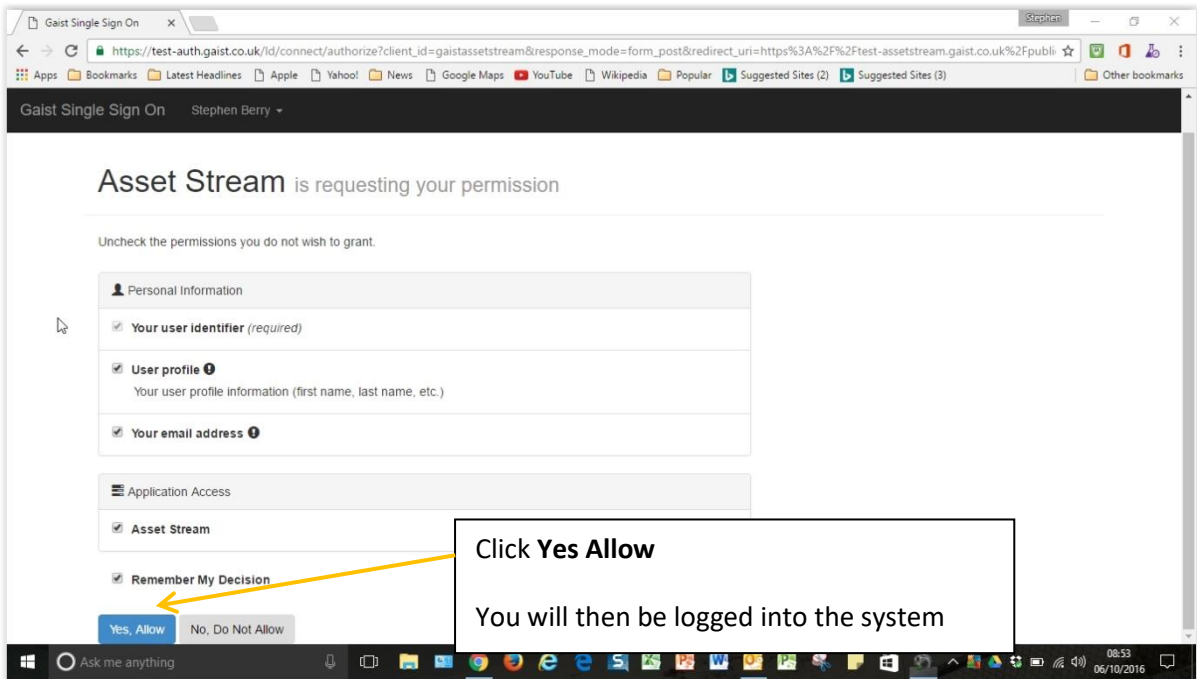 Gaist Single Sign On
Stephen
https://test-auth.gaist.co.uk/Id/connect/authorize?client_id=gaistassetstream&response_mode=form_post&redirect_uri=https%3A%2F%2Ftest-assetstream.gaist.co.uk%2Fpubli
Apps Bookmarks Latest Headlines Apple Yahoo! News Google Maps YouTube Wikipedia Popular Suggested Sites (2) Suggested Sites (3) Other bookmarks
Gaist Single Sign On Stephen Berry
Asset Stream is requesting your permission
Uncheck the permissions you do not wish to grant.
Personal Information
Your user identifier (required)
User profile
Your user profile information (first name, last name, etc.)
Your email address
Application Access
Asset Stream
Remember My Decision
Yes, Allow No, Do Not Allow
Click Yes Allow
You will then be logged into the system
Ask me anything
08:53
06/10/2016